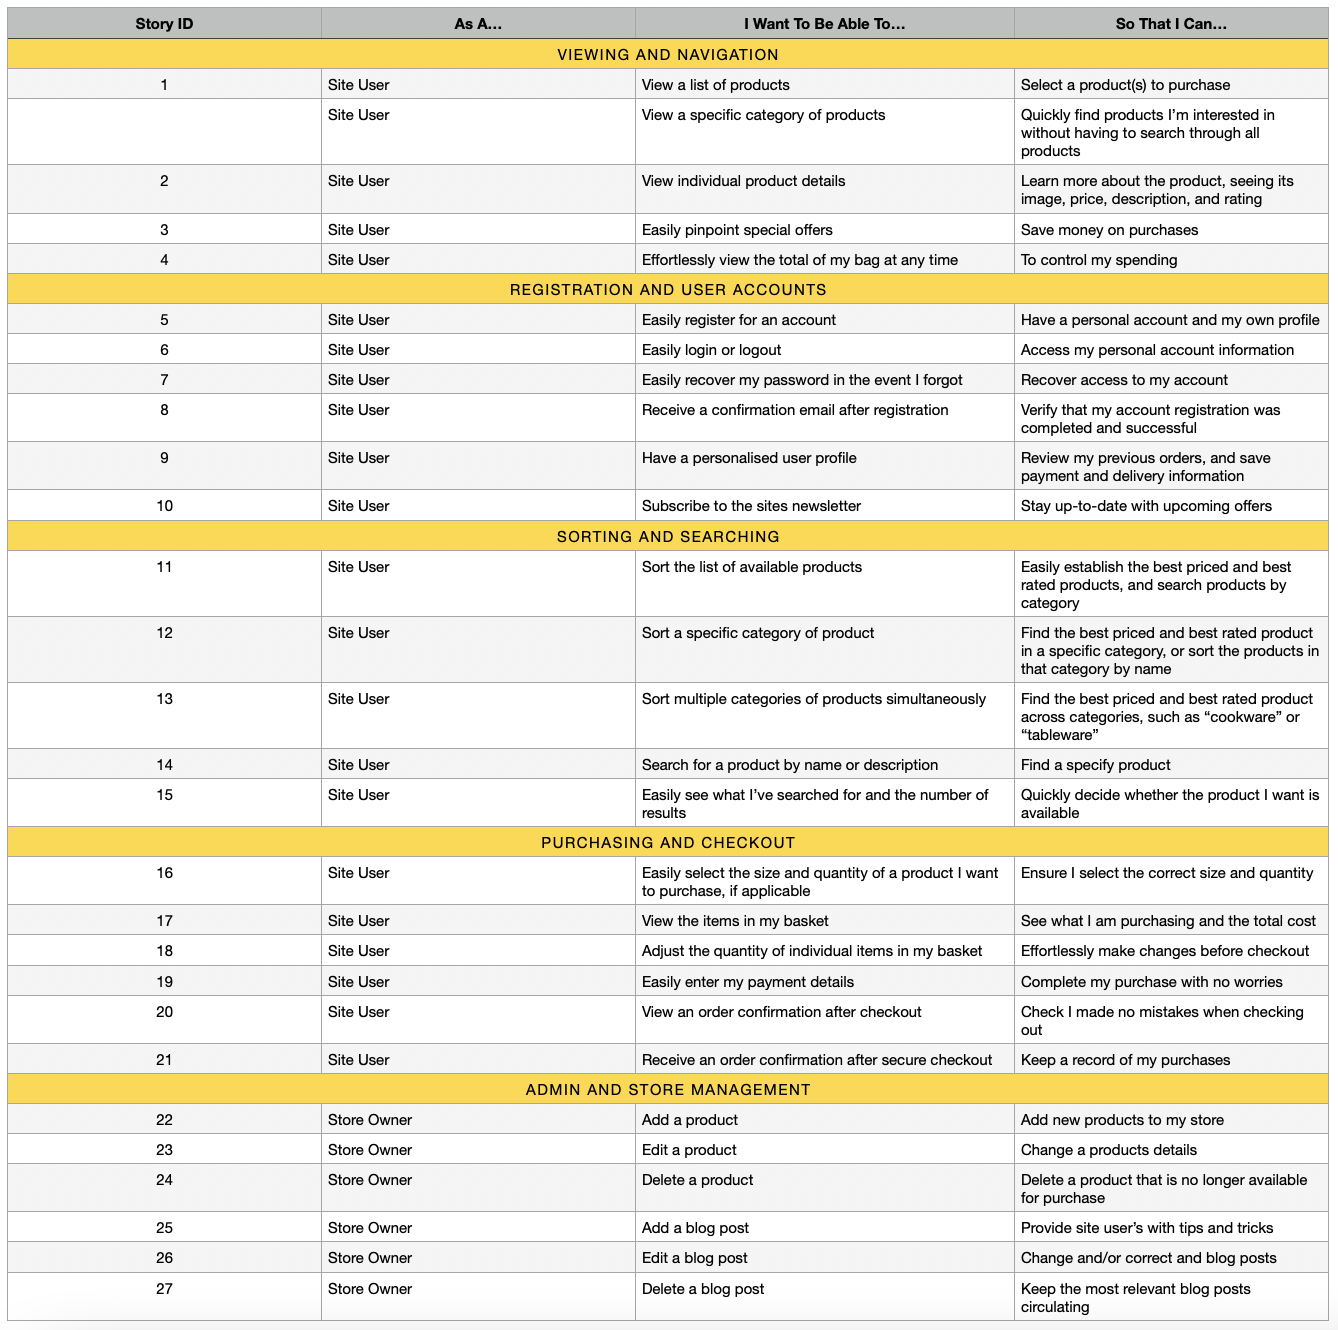 Story ID As A... I Want To Be Able To... So That I Can...
VIEWING AND NAVIGATION
1 Site User View a list of products Select a product(s) to purchase
Site User View a specific category of products Quickly find products I’m interested in
without having to search through all
products
2 Site User View individual product details Learn more about the product, seeing its
image, price, description, and rating
3 Site User Easily pinpoint special offers Save money on purchases
4 Site User Effortlessly view the total of my bag at any time To control my spending
REGISTRATION AND USER ACCOUNTS
5 Site User Easily register for an account Have a personal account and my own profile
6 Site User Easily login or logout Access my personal account information
7 Site User Easily recover my password in the event I forgot Recover access to my account
8 Site User Receive a confirmation email after registration Verify that my account registration was
completed and successful
9 Site User Have a personalised user profile Review my previous orders, and save
payment and delivery information
10 Site User Subscribe to the sites newsletter Stay up-to-date with upcoming offers
SORTING AND SEARCHING
11 Site User Sort the list of available products Easily establish the best priced and best
rated products, and search products by
category
12 Site User Sort a specific category of product Find the best priced and best rated product
in a specific category, or sort the products in
that category by name
13 Site User Sort multiple categories of products simultaneously Find the best priced and best rated product
across categories, such as “cookware” or
“tableware”
14 Site User Search for a product by name or description Find a specify product
15 Site User Easily see what I’ve searched for and the number of Quickly decide whether the product I want is
results available
PURCHASING AND CHECKOUT
16 Site User Easily select the size and quantity of a product I want Ensure I select the correct size and quantity
to purchase, if applicable
17 Site User View the items in my basket See what I am purchasing and the total cost
18 Site User Adjust the quantity of individual items in my basket Effortlessly make changes before checkout
19 Site User Easily enter my payment details Complete my purchase with no worries
20 Site User View an order confirmation after checkout Check I made no mistakes when checking
out
21 Site User Receive an order confirmation after secure checkout Keep a record of my purchases
ADMIN AND STORE MANAGEMENT
22 Store Owner Add a product Add new products to my store
23 Store Owner Edit a product Change a products details
24 Store Owner Delete a product Delete a product that is no longer available
for purchase
25 Store Owner Add a blog post Provide site user’s with tips and tricks
26 Store Owner Edit a blog post Change and/or correct and blog posts
27 Store Owner Delete a blog post Keep the most relevant blog posts
circulating